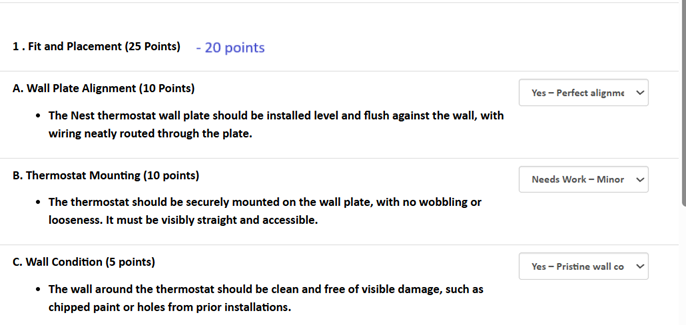 1. Fit and Placement (25 Points) - 20 points
A. Wall Plate Alignment (10 Points)
Yes – Perfect alignme
• The Nest thermostat wall plate should be installed level and flush against the wall, with
wiring neatly routed through the plate.
B. Thermostat Mounting (10 points)
Needs Work – Minor
• The thermostat should be securely mounted on the wall plate, with no wobbling or
looseness. It must be visibly straight and accessible.
C. Wall Condition (5 points)
Yes – Pristine wall co
• The wall around the thermostat should be clean and free of visible damage, such as
chipped paint or holes from prior installations.